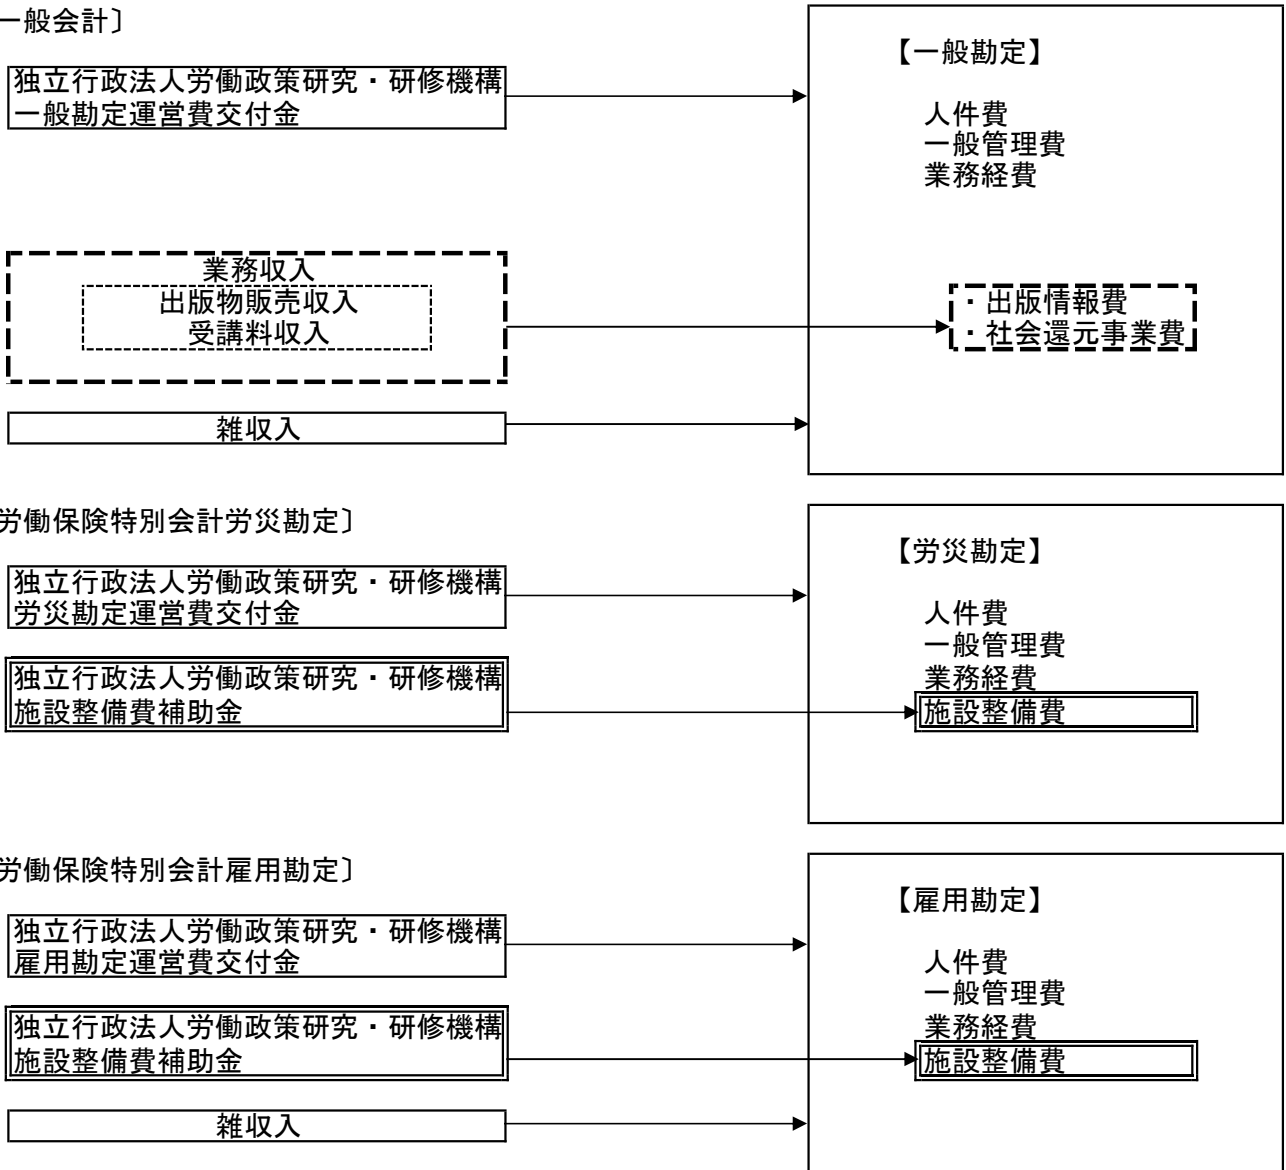 一般会計〕
【一般勘定】
独立行政法人労働政策研究・研修機構
一般勘定運営費交付金
人件費
一般管理費
業務経費
業務収入
出版物販売収入
受講料収入
・出版情報費
・社会還元事業費
雑収入
労働保険特別会計労災勘定〕
【労災勘定】
独立行政法人労働政策研究・研修機構
労災勘定運営費交付金
人件費
一般管理費
業務経費
独立行政法人労働政策研究・研修機構
施設整備費補助金
施設整備費
労働保険特別会計雇用勘定〕
【雇用勘定】
独立行政法人労働政策研究・研修機構
雇用勘定運営費交付金
人件費
一般管理費
業務経費
独立行政法人労働政策研究・研修機構
施設整備費補助金
施設整備費
雑収入